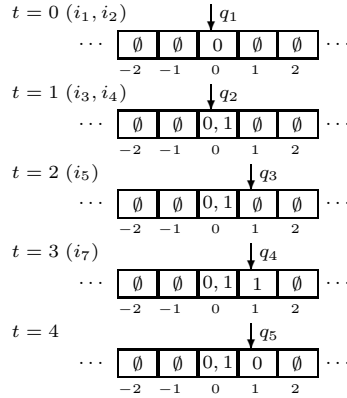 t = 0 (i₁, i₂) q₁
⋯ ∅ ∅ 0 ∅ ∅ ⋯
−2 −1 0 1 2
t = 1 (i₃, i₄) q₂
⋯ ∅ ∅ 0, 1 ∅ ∅ ⋯
−2 −1 0 1 2
t = 2 (i₅) q₃
⋯ ∅ ∅ 0, 1 ∅ ∅ ⋯
−2 −1 0 1 2
t = 3 (i₇) q₄
⋯ ∅ ∅ 0, 1 1 ∅ ⋯
−2 −1 0 1 2
t = 4 q₅
⋯ ∅ ∅ 0, 1 0 ∅ ⋯
−2 −1 0 1 2